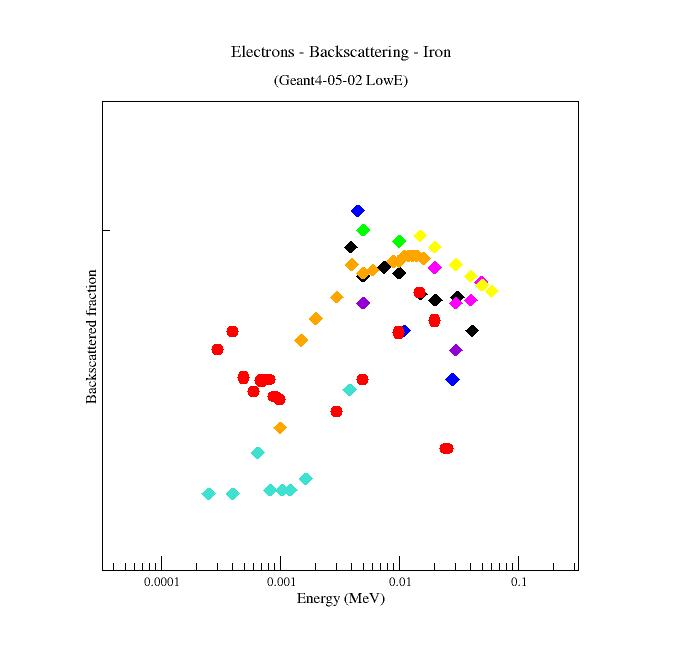 Electrons - Backscattering - Iron
(Geant4-05-02 LowE)
Backscattered fraction
0.0001 0.001 0.01 0.1
Energy (MeV)